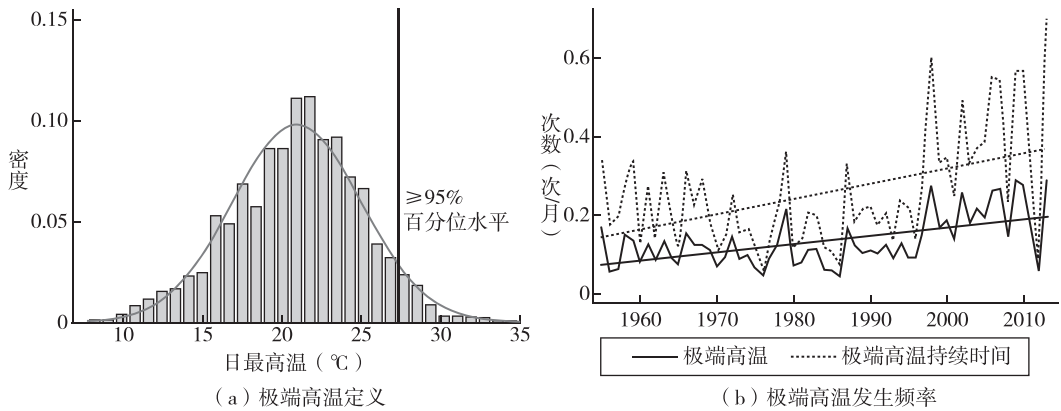 0.15
0.10
0.05
0
密度
≥95%
百分位水平
10 15 20 25 30 35
日最高温（℃）
（a）极端高温定义
0.6
0.4
0.2
0
次数（次/月）
1960 1970 1980 1990 2000 2010
极端高温 极端高温持续时间
（b）极端高温发生频率